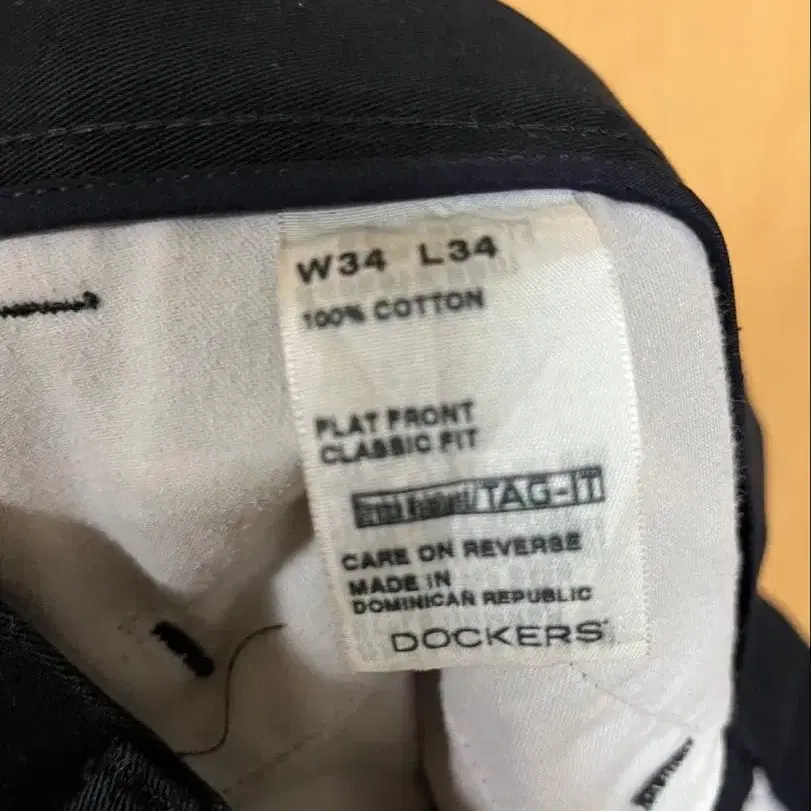 W34 L34
100% COTTON
FLAT FRONT
CLASSIC FIT
/TAG-IT
CARE ON REVERSE
MADE IN
DOMINICAN REPUBLIC
DOCKERS